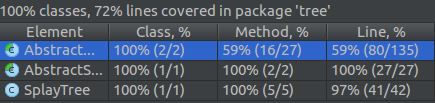 100% classes, 72% lines covered in package 'tree'
Element Class, % Method, % Line, %
Abstract... 100% (2/2) 59% (16/27) 59% (80/135)
AbstractS... 100% (1/1) 100% (2/2) 100% (27/27)
SplayTree 100% (1/1) 100% (5/5) 97% (41/42)